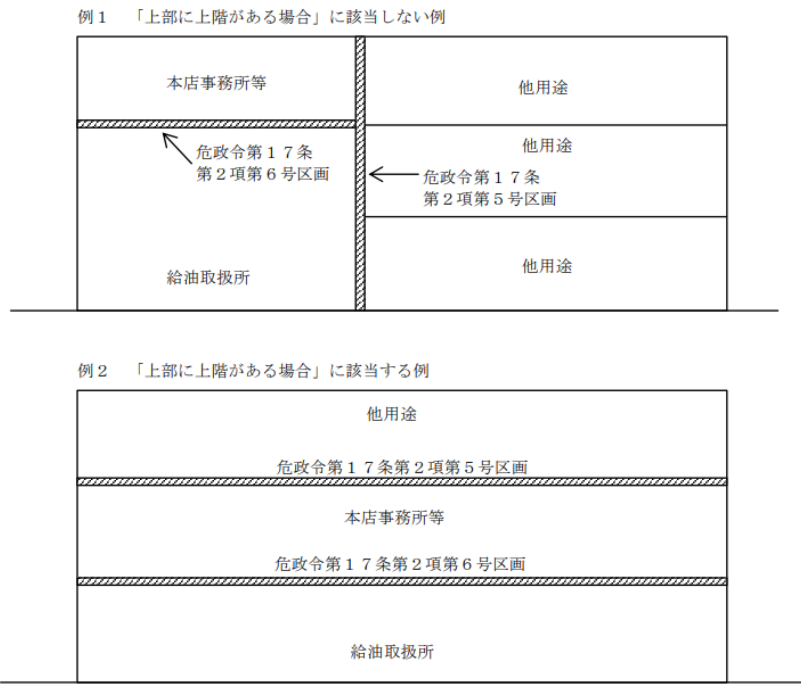 例１　「上部に上階がある場合」に該当しない例
本店事務所等
他用途
危政令第１７条
第２項第６号区画
他用途
危政令第１７条
第２項第５号区画
給油取扱所
他用途
例２　「上部に上階がある場合」に該当する例
他用途
危政令第１７条第２項第５号区画
本店事務所等
危政令第１７条第２項第６号区画
給油取扱所